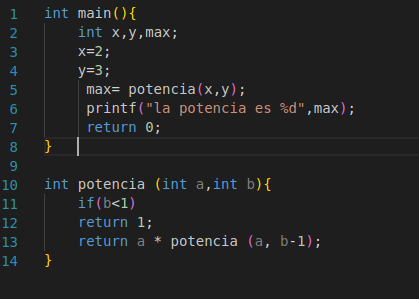 1 int main(){
2 int x,y,max;
3 x=2;
4 y=3;
5 max= potencia(x,y);
6 printf("la potencia es %d",max);
7 return 0;
8 }
9
10 int potencia (int a,int b){
11 if(b<1)
12 return 1;
13 return a * potencia (a, b-1);
14 }